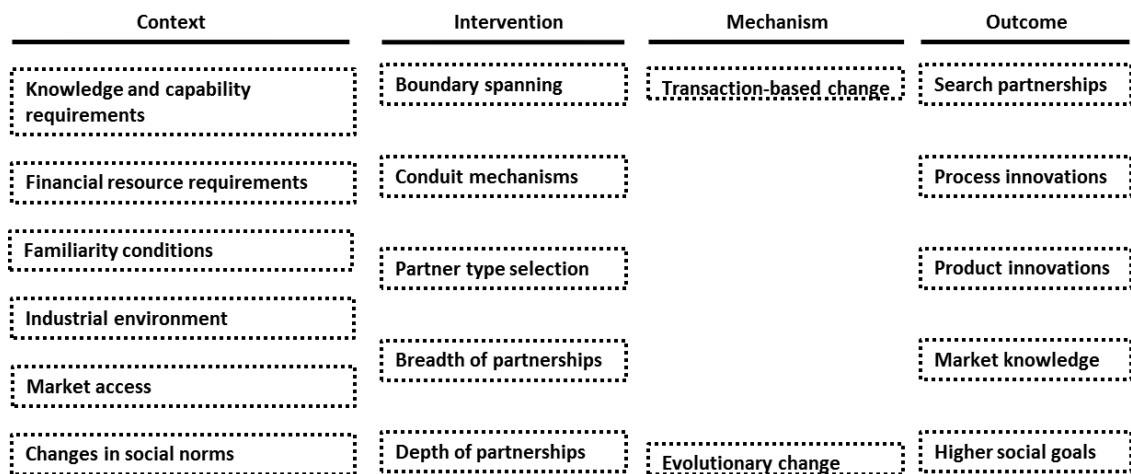 Context
Intervention
Mechanism
Outcome
Knowledge and capability
requirements
Financial resource requirements
Familiarity conditions
Industrial environment
Market access
Changes in social norms
Boundary spanning
Conduit mechanisms
Partner type selection
Breadth of partnerships
Depth of partnerships
Transaction-based change
Evolutionary change
Search partnerships
Process innovations
Product innovations
Market knowledge
Higher social goals